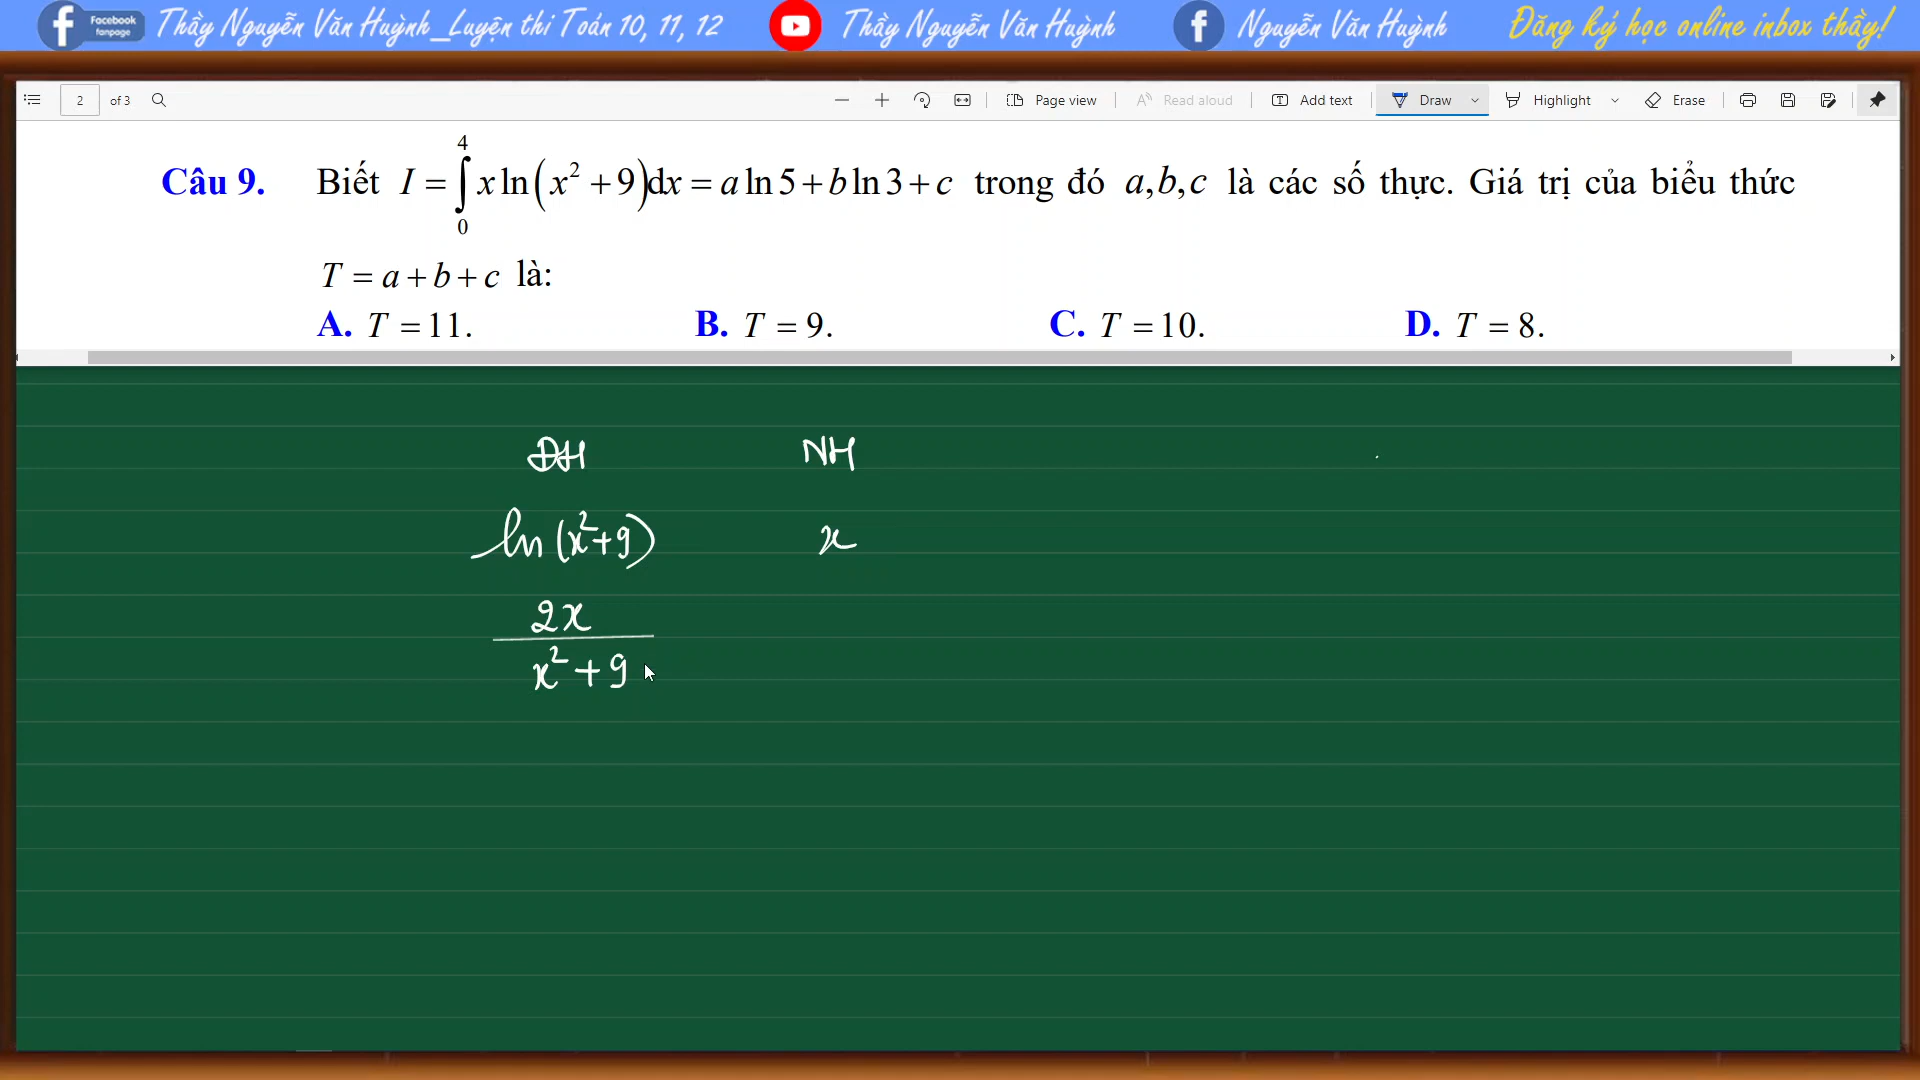 Facebook fanpage Thầy Nguyễn Văn Huỳnh_Luyện thi Toán 10, 11, 12 Thầy Nguyễn Văn Huỳnh Nguyễn Văn Huỳnh Đăng ký học online inbox thầy!
2 of 3 Page view Read aloud Add text Draw Highlight Erase
Câu 9. Biết I = ∫₀⁴ x ln(x² + 9)dx = a ln 5 + b ln 3 + c trong đó a, b, c là các số thực. Giá trị của biểu thức
T = a + b + c là:
A. T = 11. B. T = 9. C. T = 10. D. T = 8.
ĐH NH
ln(x²+9) x
2x
x²+9